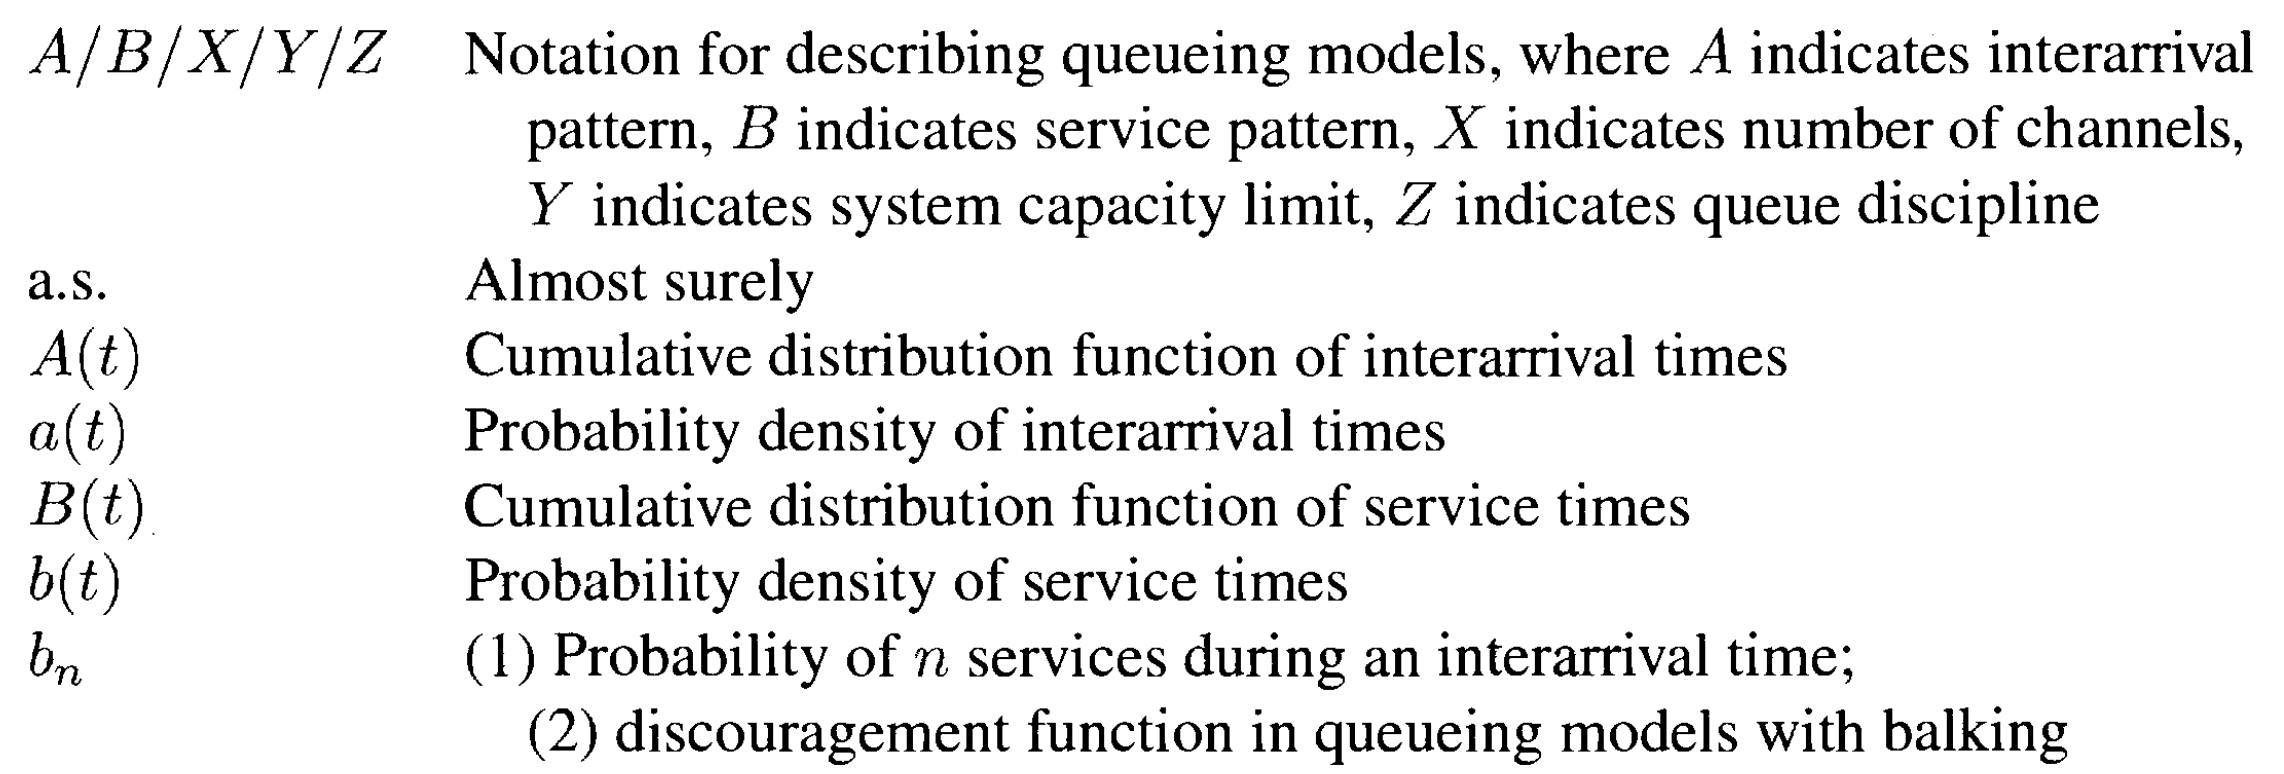 A/B/X/Y/Z Notation for describing queueing models, where A indicates interarrival
pattern, B indicates service pattern, X indicates number of channels,
Y indicates system capacity limit, Z indicates queue discipline
a.s. Almost surely
A(t) Cumulative distribution function of interarrival times
a(t) Probability density of interarrival times
B(t) Cumulative distribution function of service times
b(t) Probability density of service times
bₙ (1) Probability of n services during an interarrival time;
(2) discouragement function in queueing models with balking